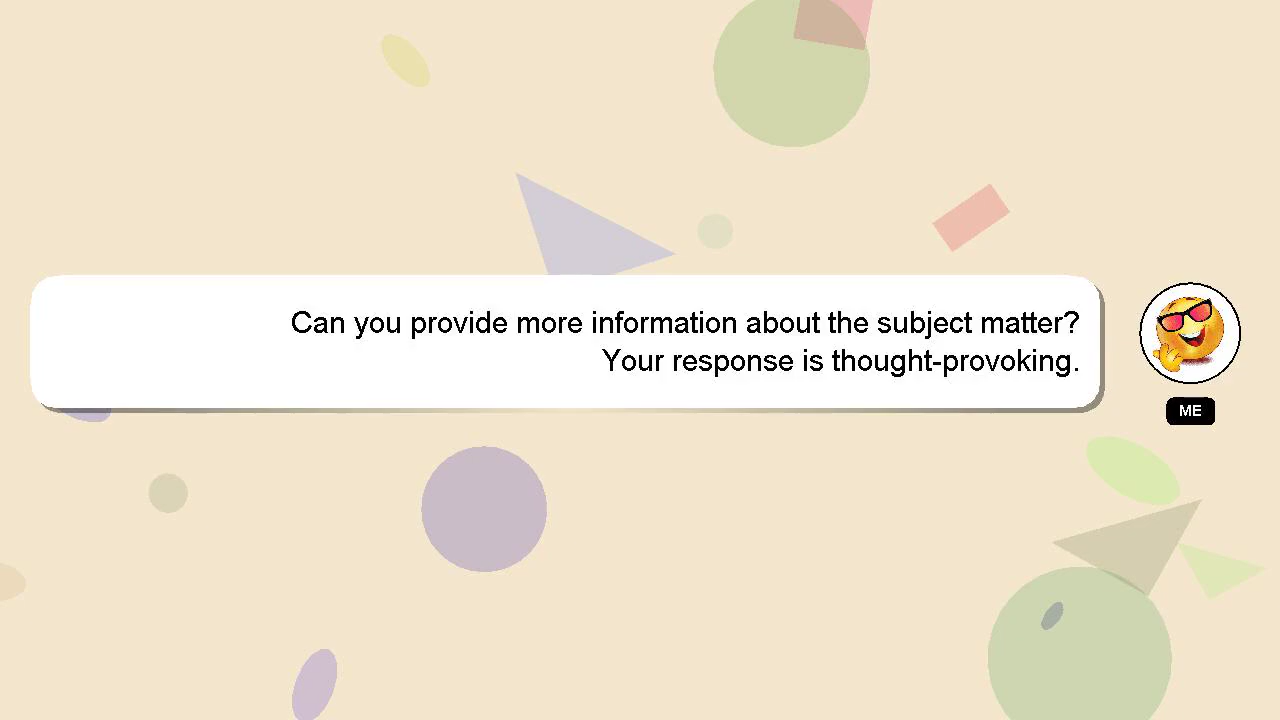 Can you provide more information about the subject matter?
Your response is thought-provoking.
ME